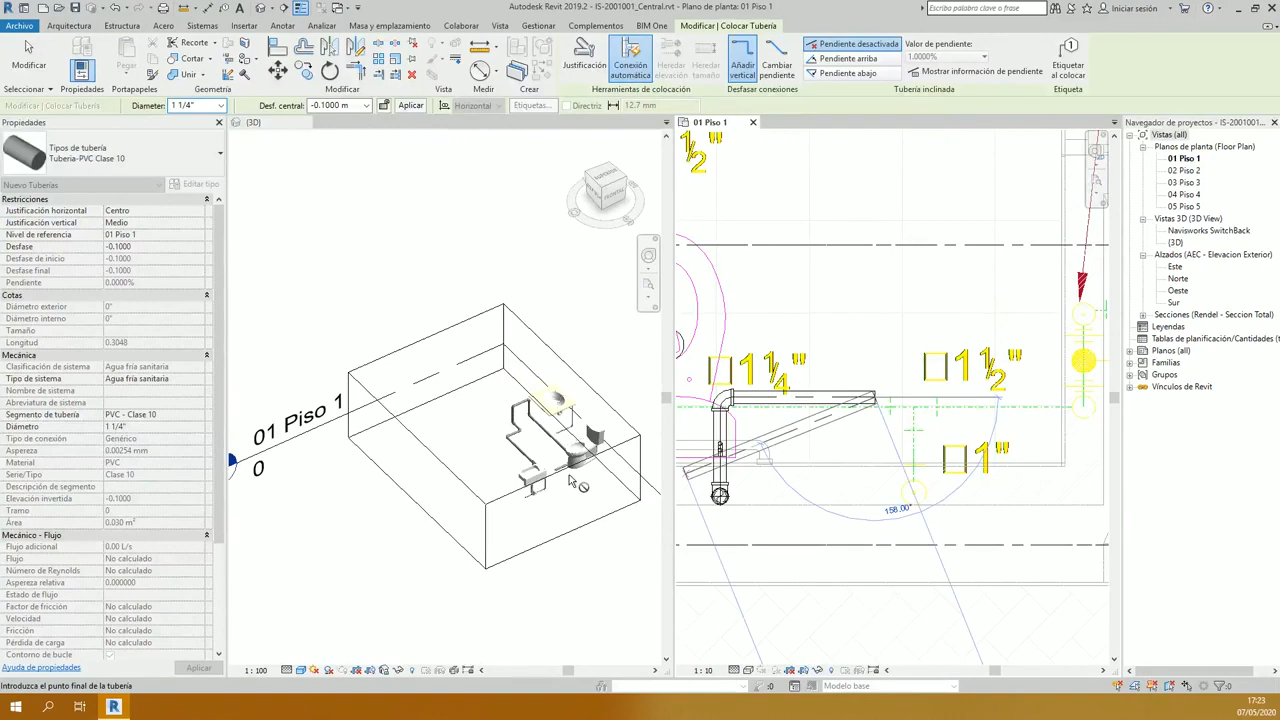 Autodesk Revit 2019.2 - IS-2001001_Central.rvt - Plano de planta: 01 Piso 1
Iniciar sesión
Archivo Arquitectura Estructura Acero Sistemas Insertar Anotar Analizar Masa y emplazamiento Colaborar Vista Gestionar Complementos BIM One Modificar | Colocar Tubería
Modificar Pegar Recorte Cortar Unir Justificación Conexión automática Heredar elevación Heredar tamaño Añadir vertical Cambiar pendiente Pendiente desactivada Pendiente arriba Pendiente abajo Valor de pendiente: 1.0000% Mostrar información de pendiente Etiquetar al colocar
Seleccionar Propiedades Portapapeles Geometría Modificar Vista Medir Crear Herramientas de colocación Desfasar conexiones Tubería inclinada Etiqueta
Modificar | Colocar Tubería Diámetro: 1 1/4" Desf. central: -0.1000 m Aplicar Horizontal Etiquetas... Directriz 12.7 mm
Propiedades
Tipos de tubería
Tuberia-PVC Clase 10
Nuevo Tuberías Editar tipo
Restricciones
Justificación horizontal Centro
Justificación vertical Medio
Nivel de referencia 01 Piso 1
Desfase -0.1000
Desfase de inicio -0.1000
Desfase final -0.1000
Pendiente 0.0000%
Cotas
Diámetro exterior 0"
Diámetro interno 0"
Tamaño
Longitud 0.3048
Mecánica
Clasificación de sistema Agua fría sanitaria
Tipo de sistema Agua fría sanitaria
Nombre de sistema
Abreviatura de sistema
Segmento de tubería PVC - Clase 10
Diámetro 1 1/4"
Tipo de conexión Genérico
Aspereza 0.00254 mm
Material PVC
Serie/Tipo Clase 10
Descripción de segmento
Elevación invertida -0.1000
Tramo 0
Área 0.030 m²
Mecánico - Flujo
Flujo adicional 0.00 L/s
Flujo No calculado
Número de Reynolds No calculado
Aspereza relativa 0.000000
Estado de flujo
Factor de fricción No calculado
Velocidad No calculado
Fricción No calculado
Pérdida de carga No calculado
Contorno de bucle
Ayuda de propiedades Aplicar
(3D)
SUPERIOR
FRONTAL
01 Piso 1
0
1 : 100
01 Piso 1
1/2"
1 1/4"
1 1/2"
1"
158.00°
1 : 10
Navegador de proyectos - IS-2001001_Central.rvt
Vistas (all)
Planos de planta (Floor Plan)
01 Piso 1
02 Piso 2
03 Piso 3
04 Piso 4
05 Piso 5
Vistas 3D (3D View)
Navisworks SwitchBack
(3D)
Alzados (AEC - Elevacion Exterior)
Este
Norte
Oeste
Sur
Secciones (Rendel - Seccion Total)
Leyendas
Tablas de planificación/Cantidades (
Planos (all)
Familias
Grupos
Vínculos de Revit
Introduzca el punto final de la tubería
:0 Modelo base :0
17:23
07/05/2020